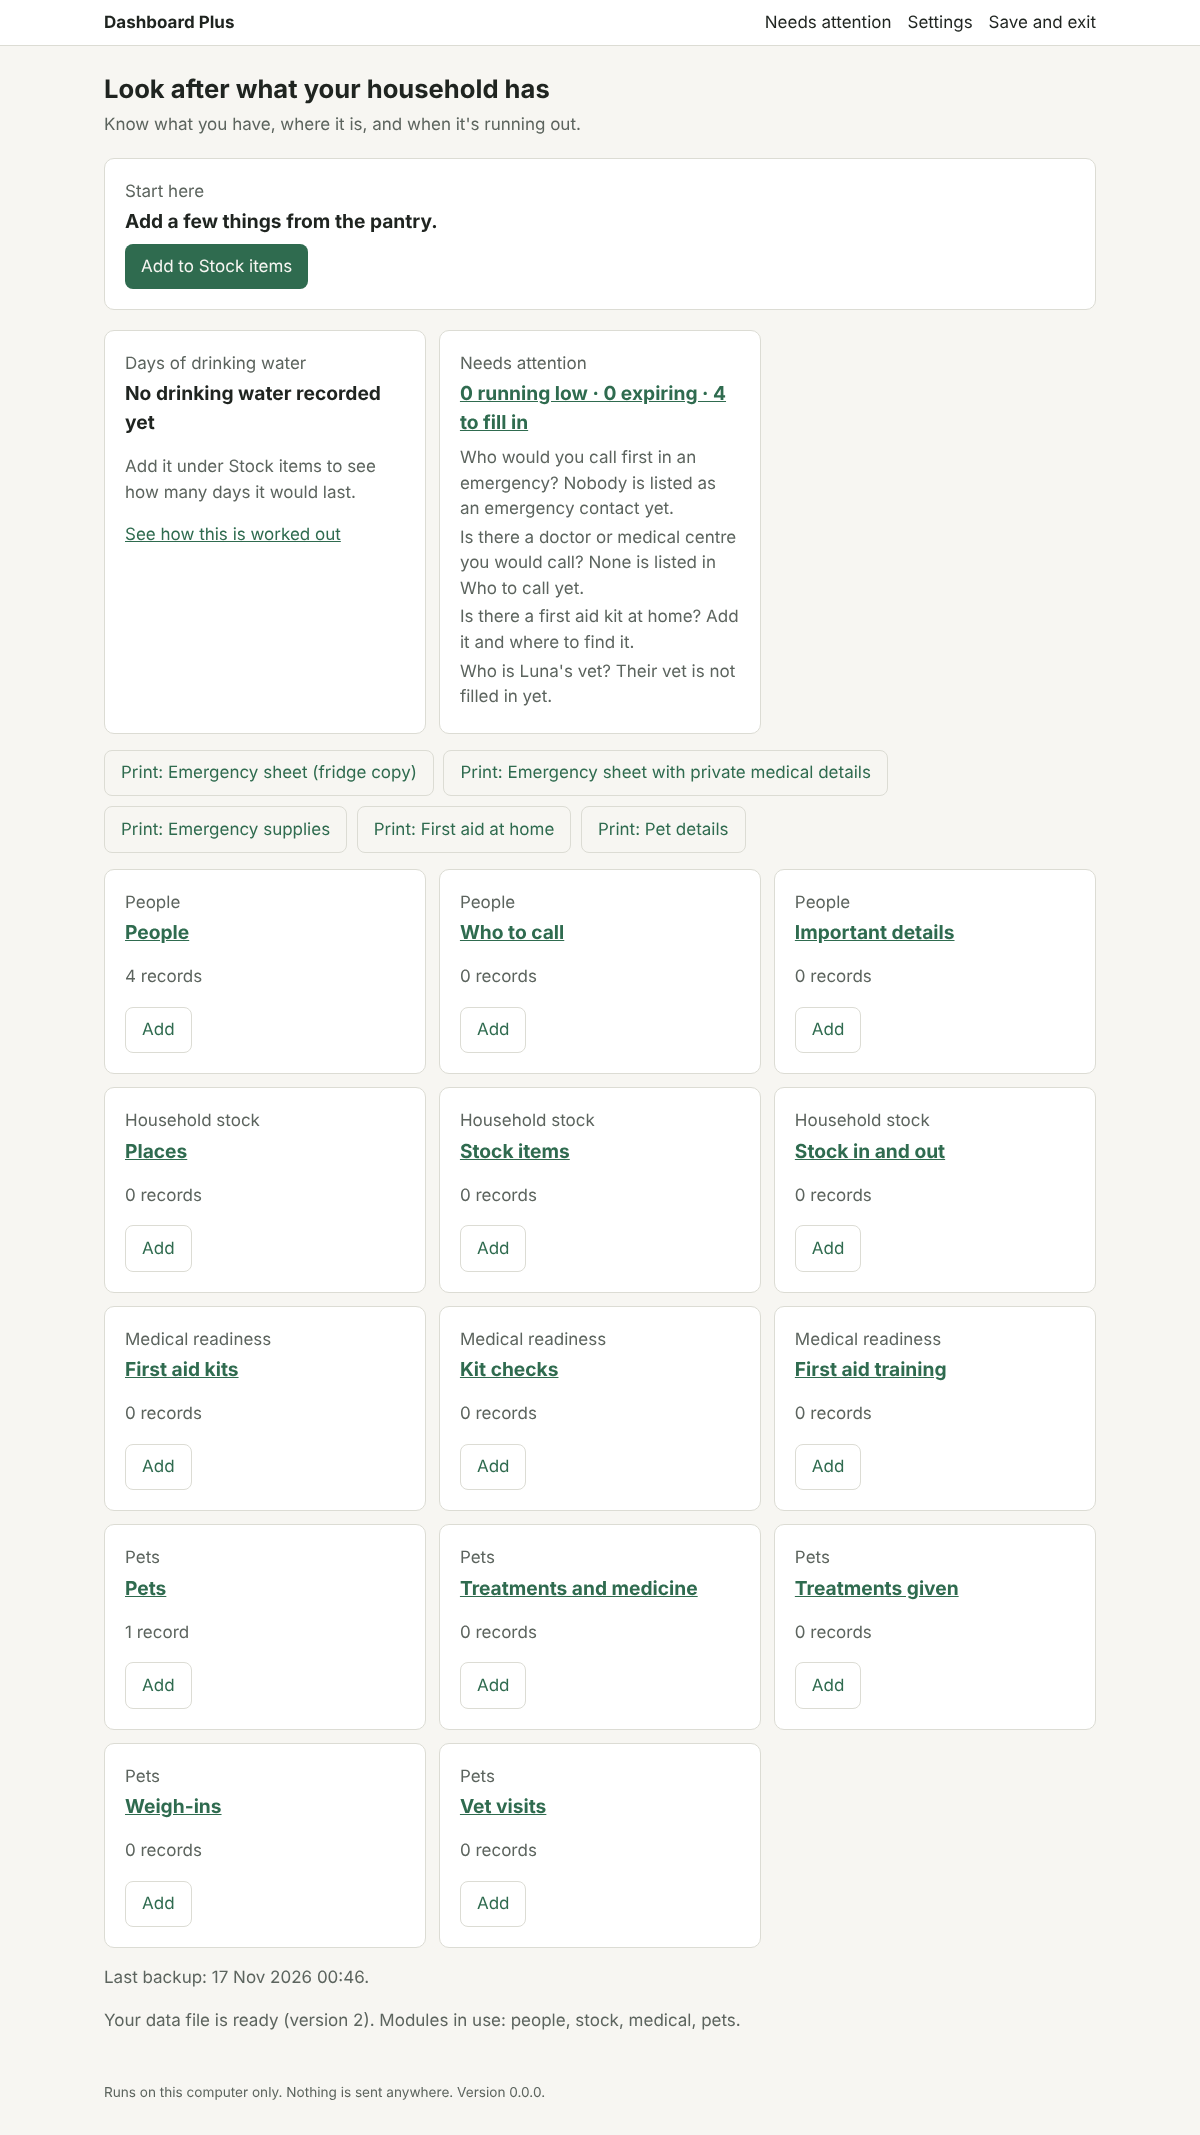 Dashboard Plus
Needs attention
Settings
Save and exit
Look after what your household has
Know what you have, where it is, and when it's running out.
Start here
Add a few things from the pantry.
Add to Stock items
Days of drinking water
No drinking water recorded
yet
Add it under Stock items to see
how many days it would last.
See how this is worked out
Needs attention
0 running low · 0 expiring · 4
to fill in
Who would you call first in an
emergency? Nobody is listed as
an emergency contact yet.
Is there a doctor or medical centre
you would call? None is listed in
Who to call yet.
Is there a first aid kit at home? Add
it and where to find it.
Who is Luna's vet? Their vet is not
filled in yet.
Print: Emergency sheet (fridge copy)
Print: Emergency sheet with private medical details
Print: Emergency supplies
Print: First aid at home
Print: Pet details
People
People
4 records
Add
People
Who to call
0 records
Add
People
Important details
0 records
Add
Household stock
Places
0 records
Add
Household stock
Stock items
0 records
Add
Household stock
Stock in and out
0 records
Add
Medical readiness
First aid kits
0 records
Add
Medical readiness
Kit checks
0 records
Add
Medical readiness
First aid training
0 records
Add
Pets
Pets
1 record
Add
Pets
Treatments and medicine
0 records
Add
Pets
Treatments given
0 records
Add
Pets
Weigh-ins
0 records
Add
Pets
Vet visits
0 records
Add
Last backup: 17 Nov 2026 00:46.
Your data file is ready (version 2). Modules in use: people, stock, medical, pets.
Runs on this computer only. Nothing is sent anywhere. Version 0.0.0.